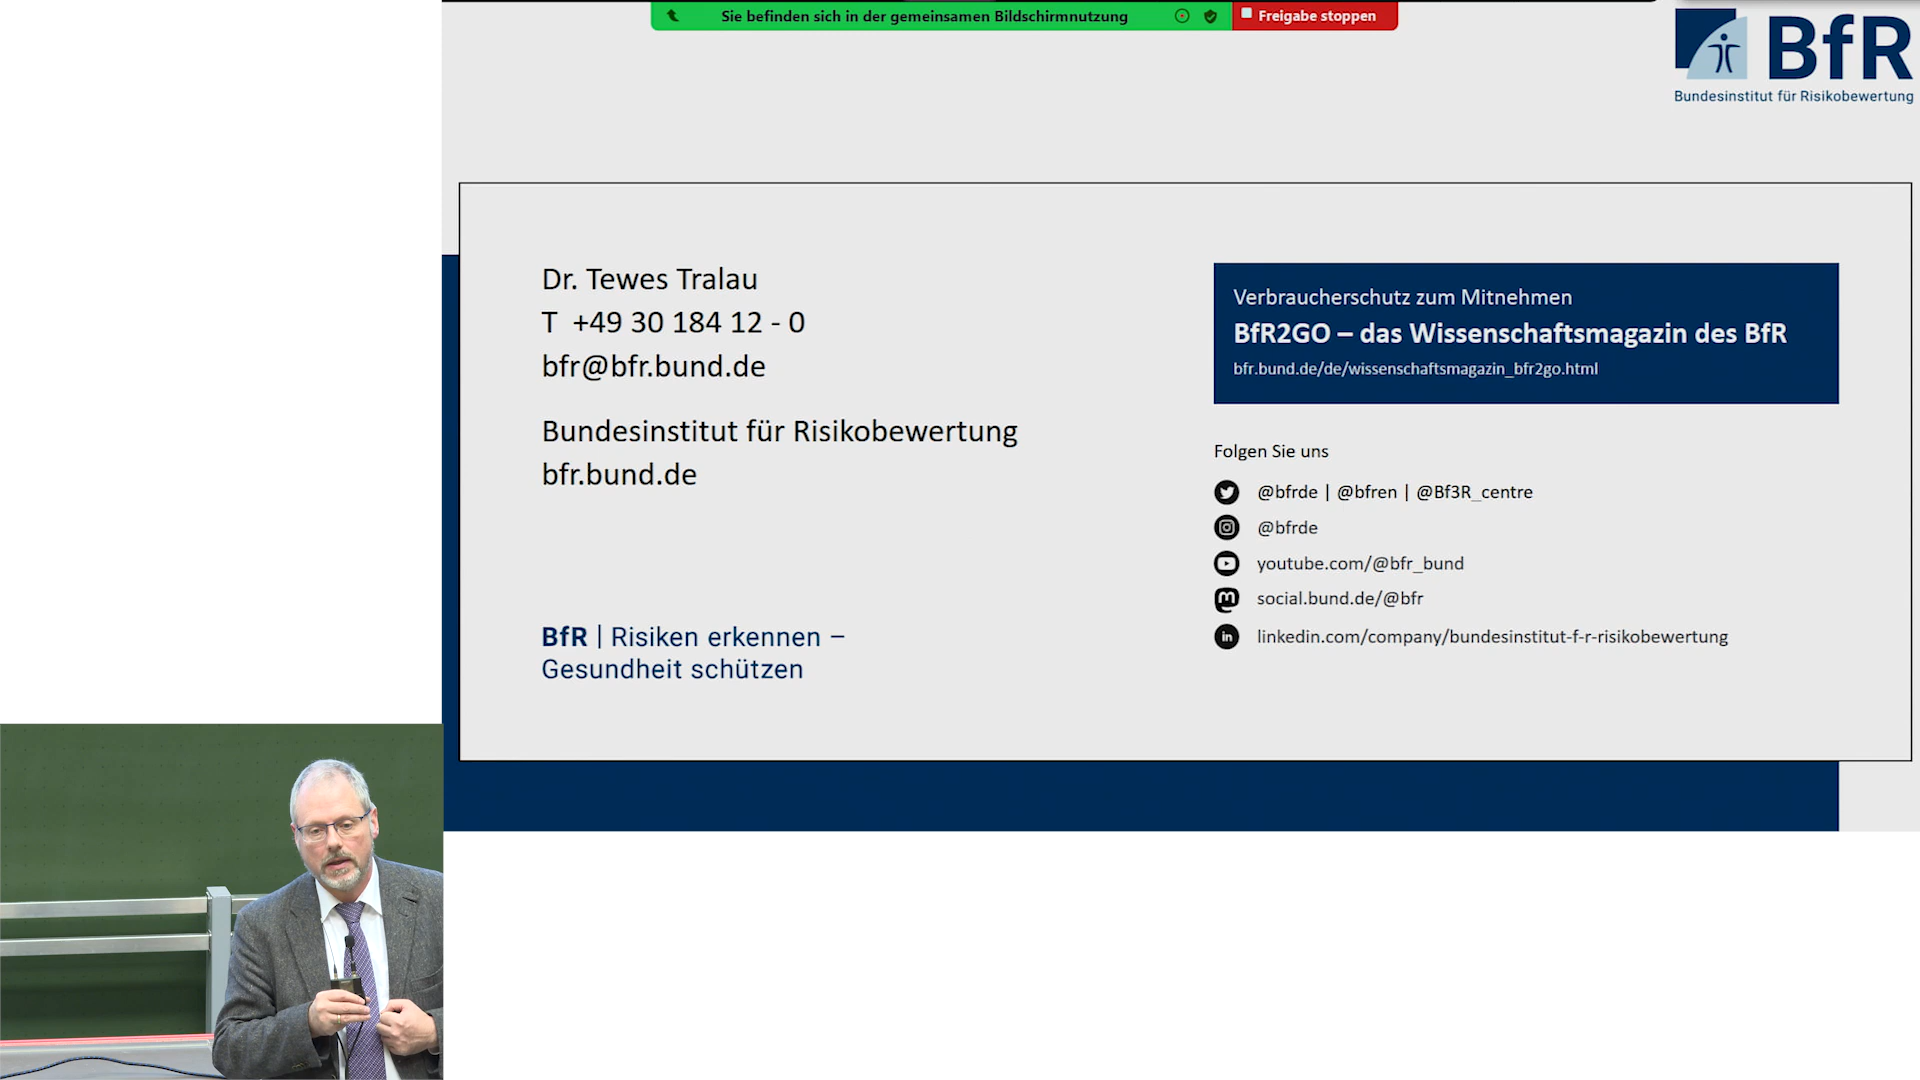 Sie befinden sich in der gemeinsamen Bildschirmnutzung
Freigabe stoppen
BfR
Bundesinstitut für Risikobewertung
Dr. Tewes Tralau
T +49 30 184 12 - 0
bfr@bfr.bund.de
Bundesinstitut für Risikobewertung
bfr.bund.de
BfR | Risiken erkennen –
Gesundheit schützen
Verbraucherschutz zum Mitnehmen
BfR2GO – das Wissenschaftsmagazin des BfR
bfr.bund.de/de/wissenschaftsmagazin_bfr2go.html
Folgen Sie uns
@bfrde | @bfren | @Bf3R_centre
@bfrde
youtube.com/@bfr_bund
social.bund.de/@bfr
in linkedin.com/company/bundesinstitut-f-r-risikobewertung